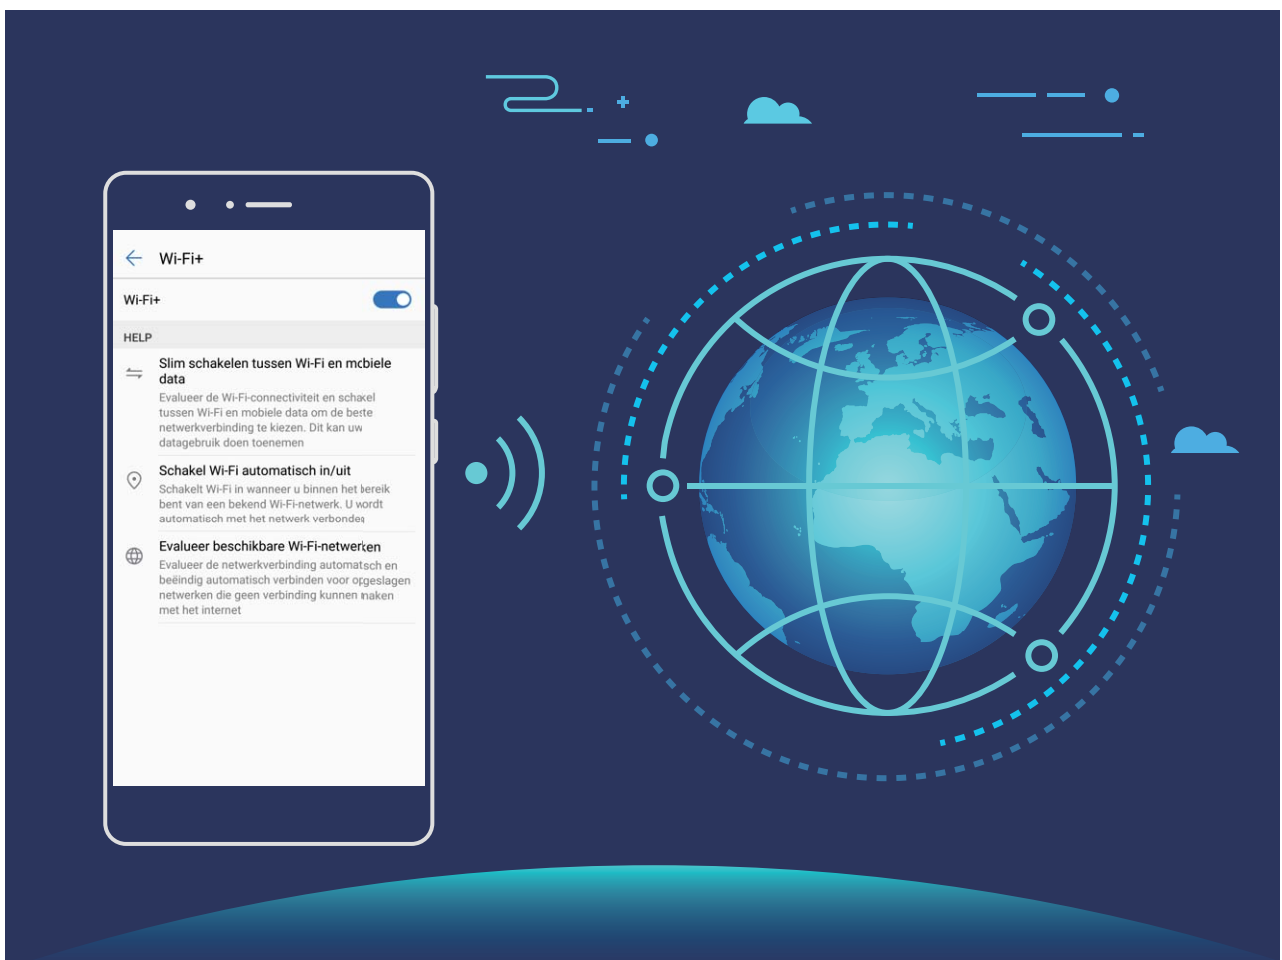 Wi-Fi+
Wi-Fi+
HELP
Slim schakelen tussen Wi-Fi en mobiele
data
Evalueer de Wi-Fi-connectiviteit en schakel
tussen Wi-Fi en mobiele data om de beste
netwerkverbinding te kiezen. Dit kan uw
datagebruik doen toenemen
Schakel Wi-Fi automatisch in/uit
Schakelt Wi-Fi in wanneer u binnen het bereik
bent van een bekend Wi-Fi-netwerk. U wordt
automatisch met het netwerk verbonden
Evalueer beschikbare Wi-Fi-netwerken
Evalueer de netwerkverbinding automatisch en
beëindig automatisch verbinden voor opgeslagen
netwerken die geen verbinding kunnen maken
met het internet